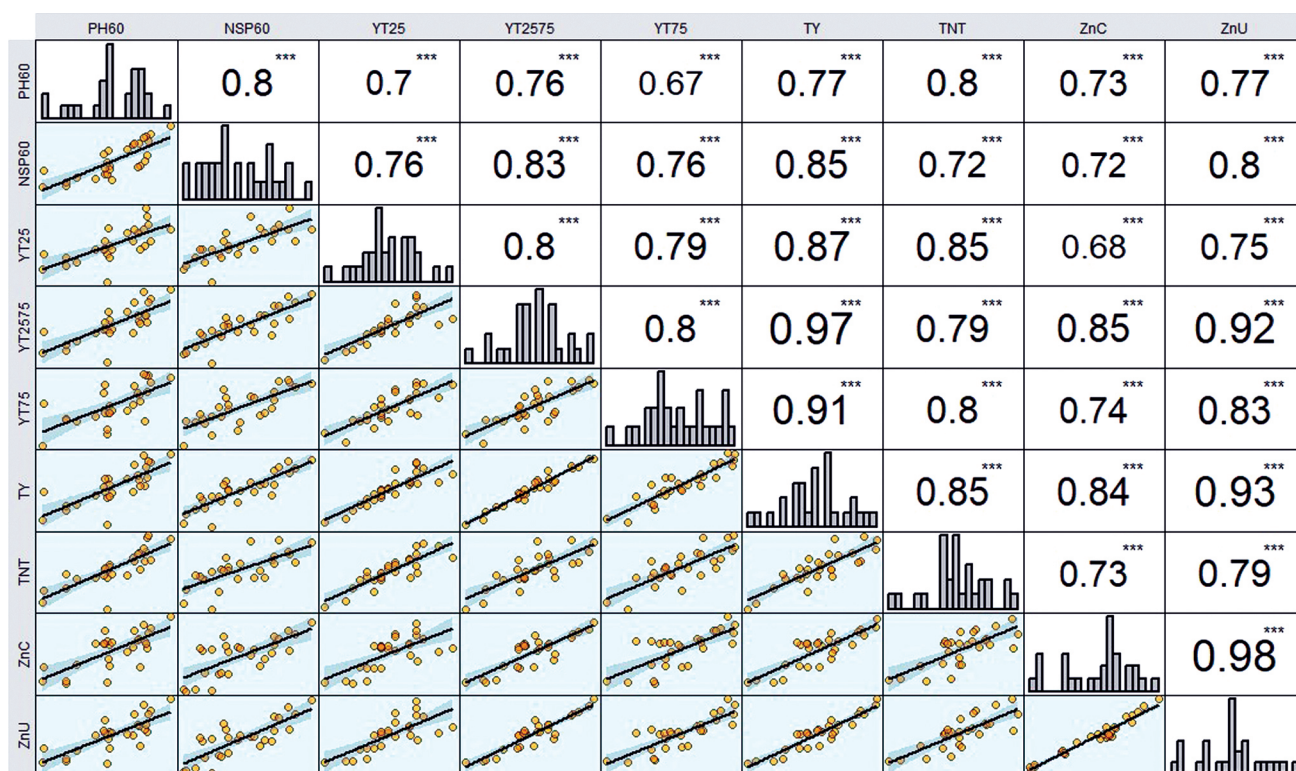 PH60 NSP60 YT25 YT2575 YT75 TY TNT ZnC ZnU
PH60 0.8*** 0.7*** 0.76*** 0.67*** 0.77*** 0.8*** 0.73*** 0.77***
NSP60 0.76*** 0.83*** 0.76*** 0.85*** 0.72*** 0.72*** 0.8***
YT25 0.8*** 0.79*** 0.87*** 0.85*** 0.68*** 0.75***
YT2575 0.8*** 0.97*** 0.79*** 0.85*** 0.92***
YT75 0.91*** 0.8*** 0.74*** 0.83***
TY 0.85*** 0.84*** 0.93***
TNT 0.73*** 0.79***
ZnC 0.98***
ZnU